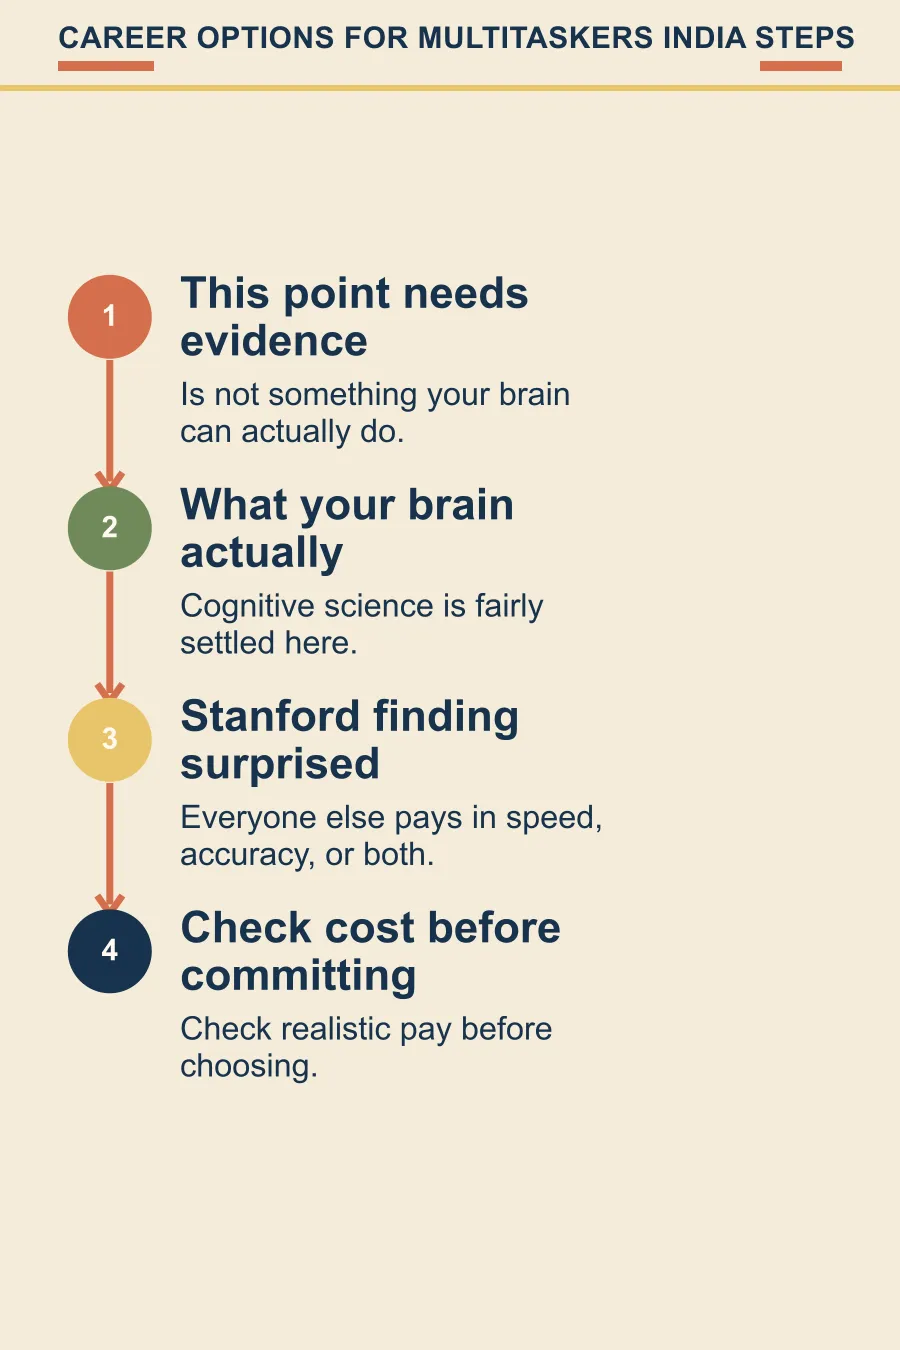 CAREER OPTIONS FOR MULTITASKERS INDIA STEPS
1
This point needs
evidence
Is not something your brain
can actually do.
2
What your brain
actually
Cognitive science is fairly
settled here.
3
Stanford finding
surprised
Everyone else pays in speed,
accuracy, or both.
4
Check cost before
committing
Check realistic pay before
choosing.